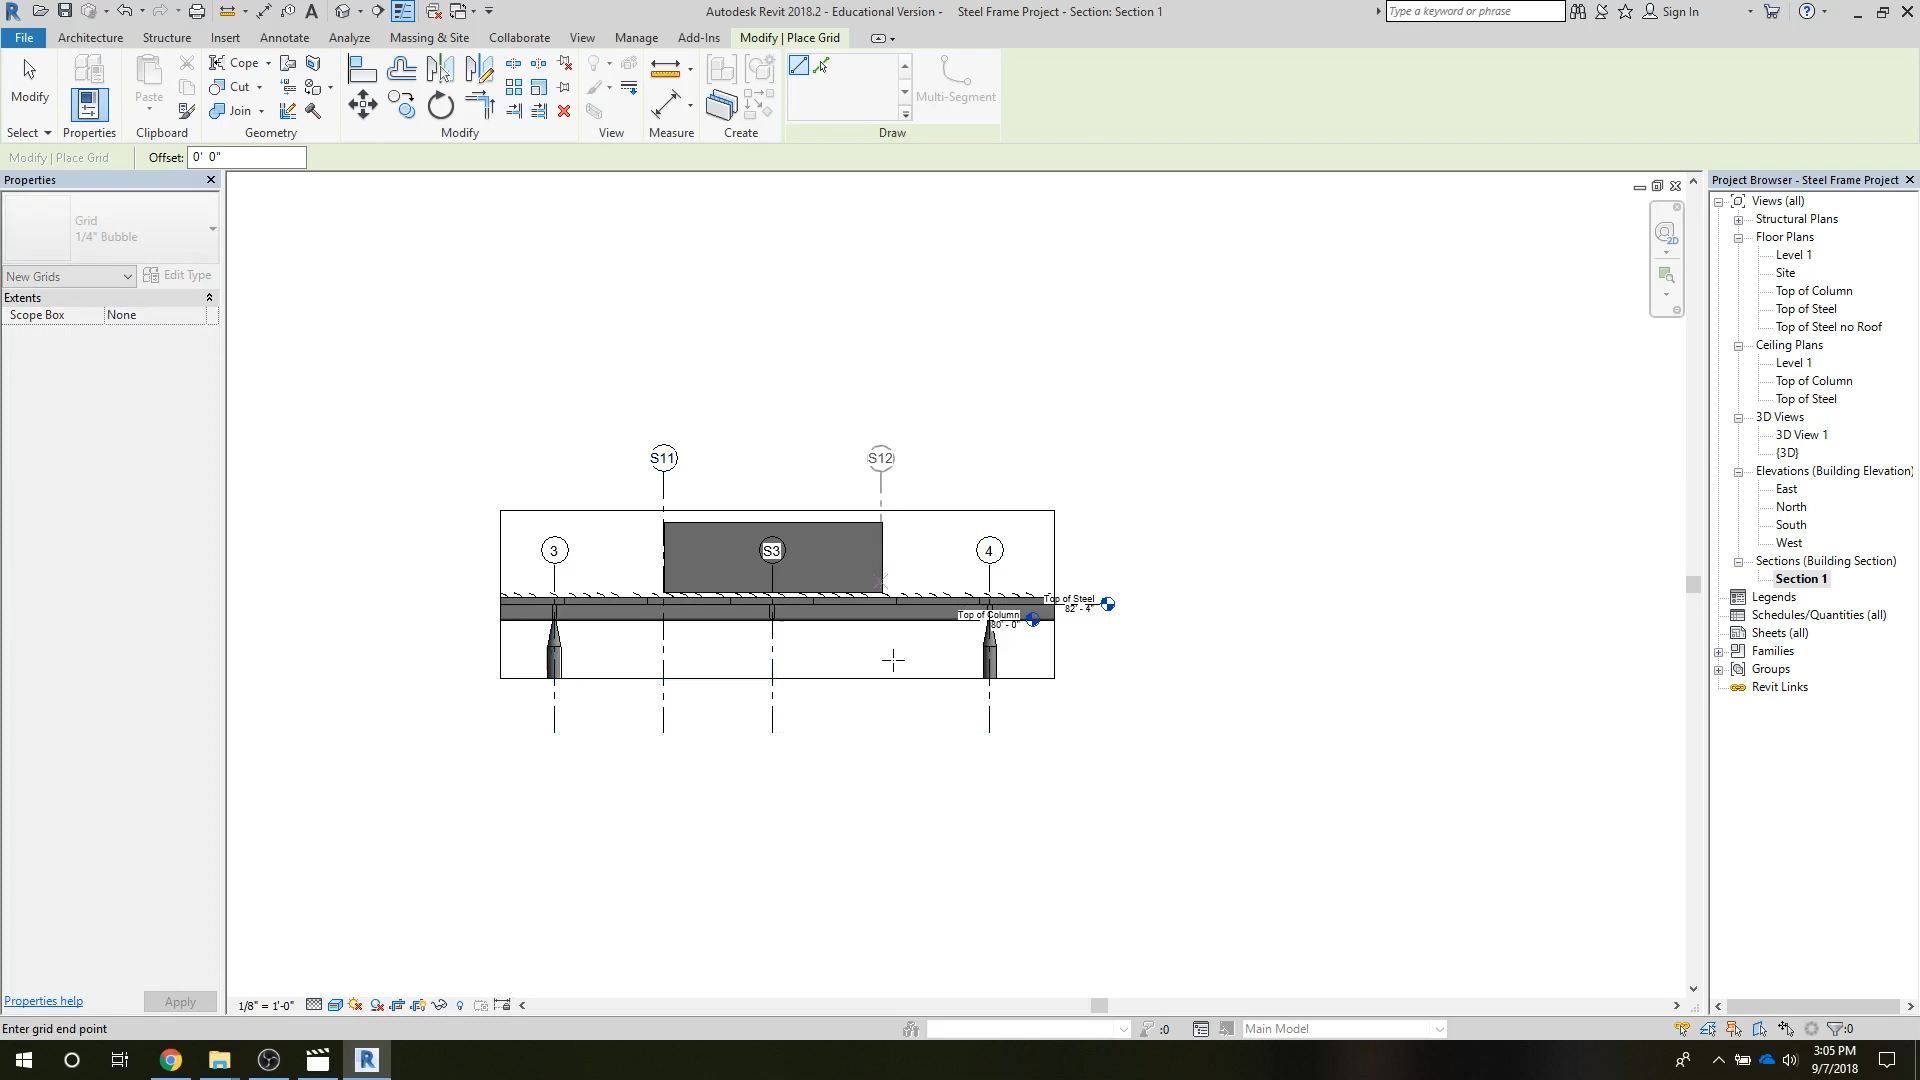 Autodesk Revit 2018.2 - Educational Version - Steel Frame Project - Section: Section 1
Type a keyword or phrase
Sign In
File Architecture Structure Insert Annotate Analyze Massing & Site Collaborate View Manage Add-Ins Modify | Place Grid
Modify
Paste
Cope
Cut
Join
Multi-Segment
Select Properties Clipboard Geometry Modify View Measure Create Draw
Modify | Place Grid Offset: 0' 0"
Properties
Grid
1/4" Bubble
New Grids Edit Type
Extents
Scope Box None
Properties help Apply
S11 S12
3 S3 4
Top of Steel
82' - 4"
Top of Column
80' - 0"
2D
Project Browser - Steel Frame Project
Views (all)
Structural Plans
Floor Plans
Level 1
Site
Top of Column
Top of Steel
Top of Steel no Roof
Ceiling Plans
Level 1
Top of Column
Top of Steel
3D Views
3D View 1
{3D}
Elevations (Building Elevation)
East
North
South
West
Sections (Building Section)
Section 1
Legends
Schedules/Quantities (all)
Sheets (all)
Families
Groups
Revit Links
1/8" = 1'-0"
Enter grid end point
:0
Main Model
:0
3:05 PM
9/7/2018